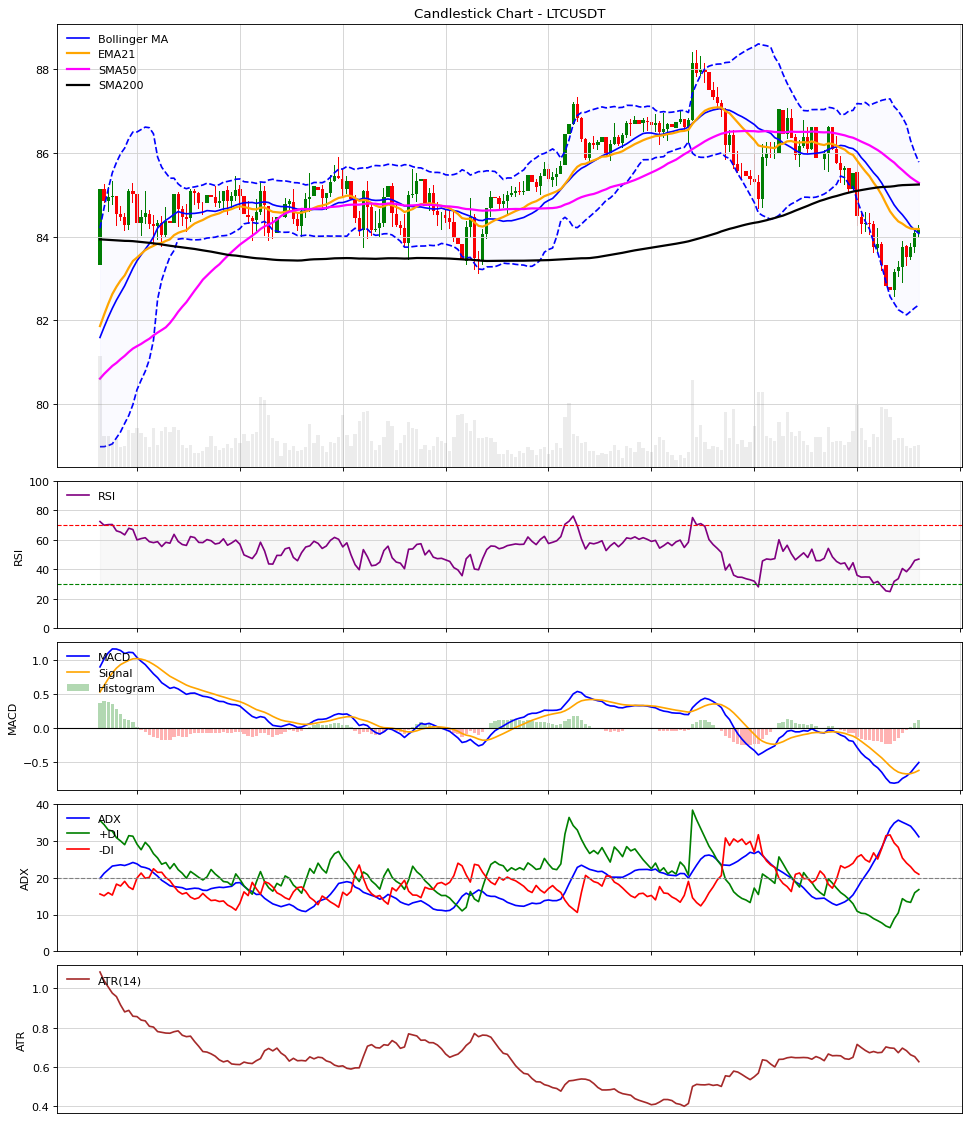 Candlestick Chart - LTCUSDT
Bollinger MA
EMA21
SMA50
SMA200
88
86
84
82
80
RSI
RSI
100
80
60
40
20
0
MACD
Signal
Histogram
MACD
1.0
0.5
0.0
−0.5
ADX
+DI
-DI
ADX
40
30
20
10
0
ATR(14)
ATR
1.0
0.8
0.6
0.4